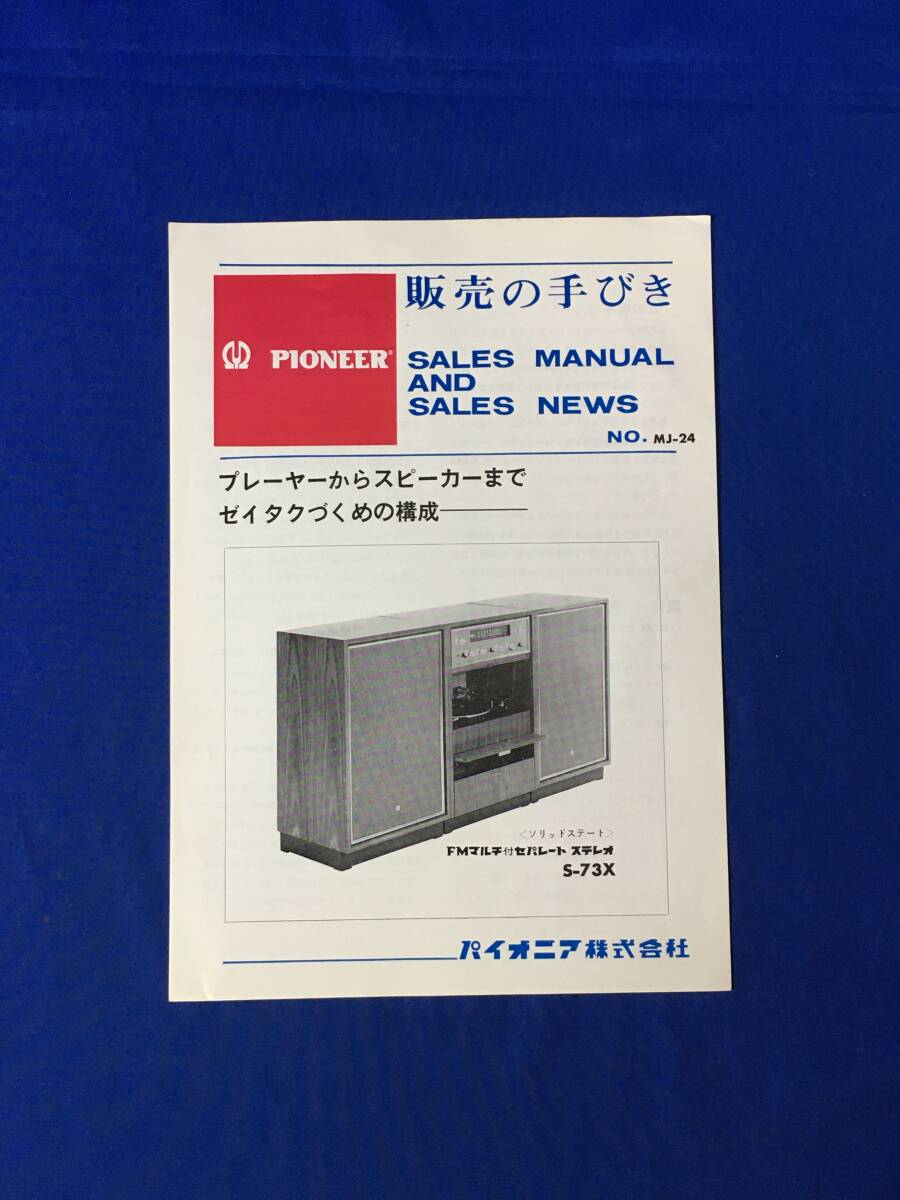 販売の手びき
PIONEER®
SALES MANUAL
AND
SALES NEWS
NO. MJ-24
プレーヤーからスピーカーまで
ゼイタクづくめの構成――――
〈ソリッドステート〉
FMマルチ付セパレート ステレオ
S-73X
パイオニア株式会社